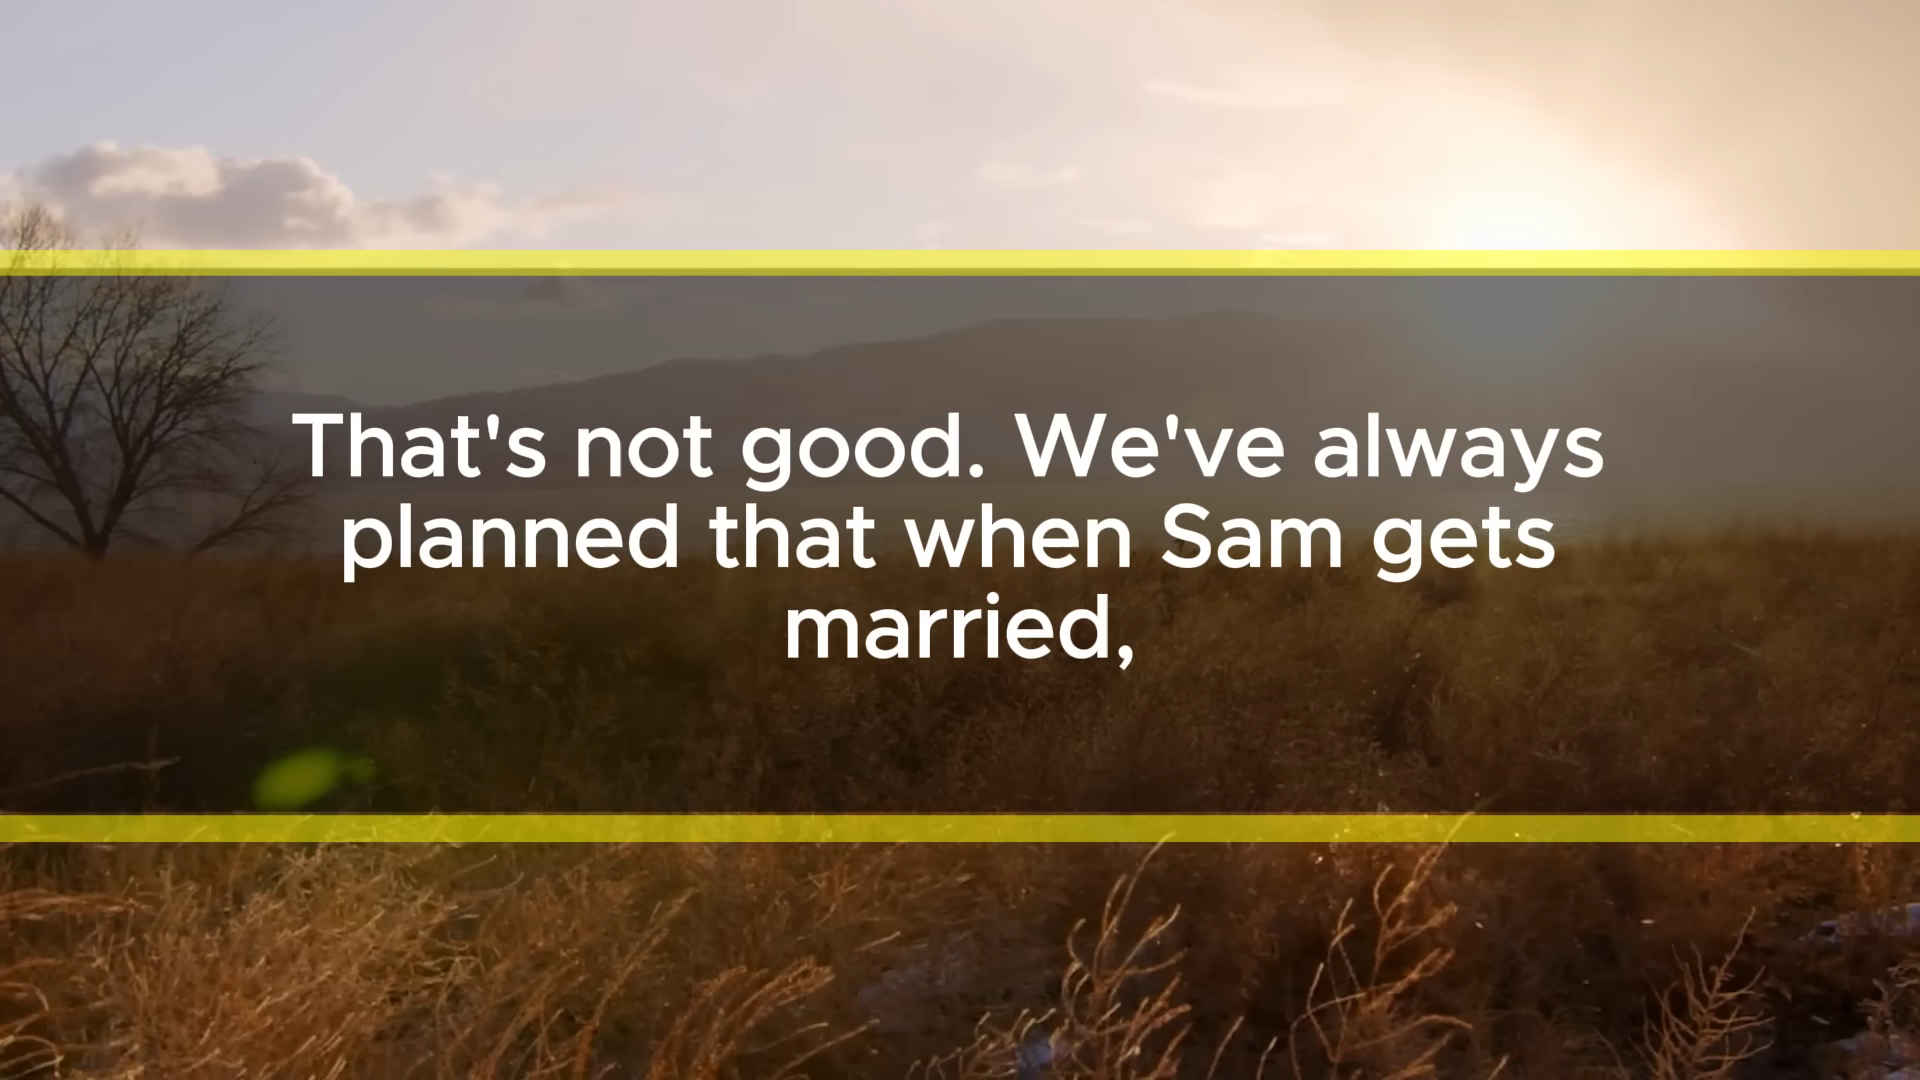 That's not good. We've always
planned that when Sam gets
married,